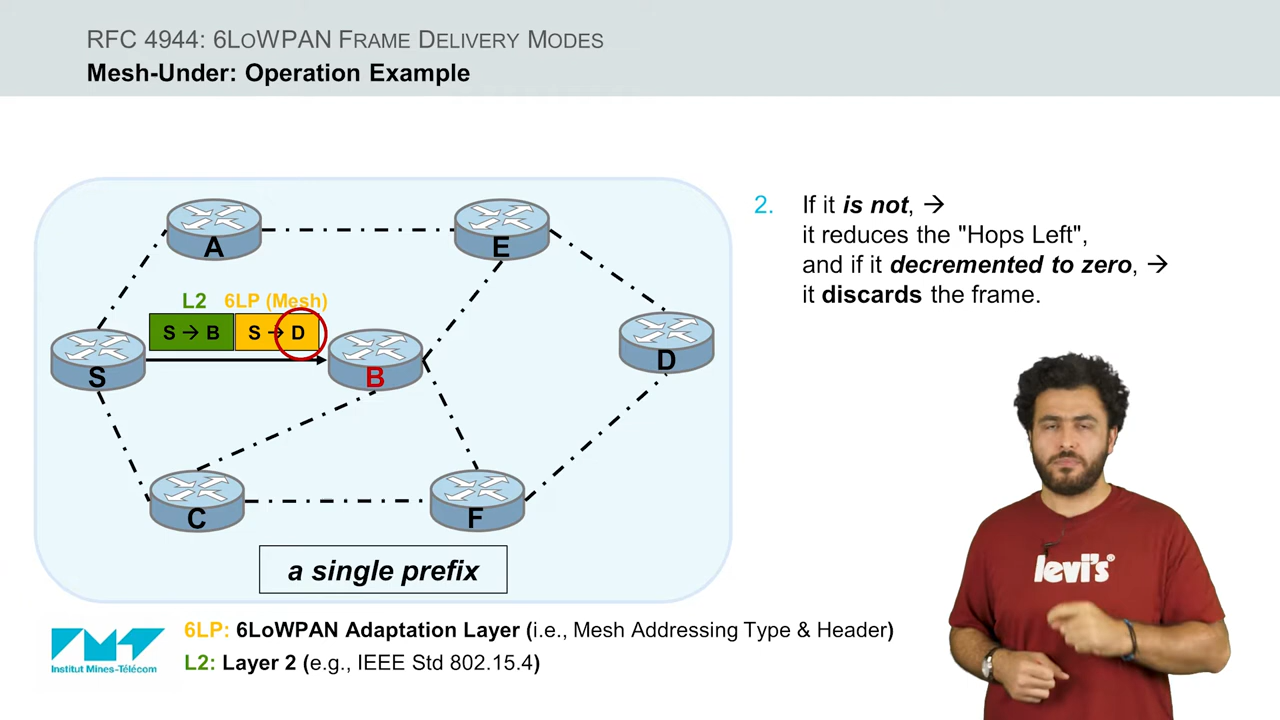 RFC 4944: 6LoWPAN Frame Delivery Modes
Mesh-Under: Operation Example
2. If it is not, →
it reduces the "Hops Left",
and if it decremented to zero, →
it discards the frame.
A
E
L2 6LP (Mesh)
S → B S → D
S
B
D
C
F
a single prefix
levi's®
IMT
Institut Mines-Télécom
6LP: 6LoWPAN Adaptation Layer (i.e., Mesh Addressing Type & Header)
L2: Layer 2 (e.g., IEEE Std 802.15.4)